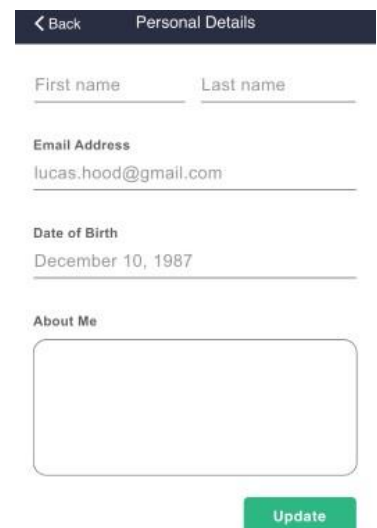 Back Personal Details
First name Last name
Email Address
lucas.hood@gmail.com
Date of Birth
December 10, 1987
About Me
Update